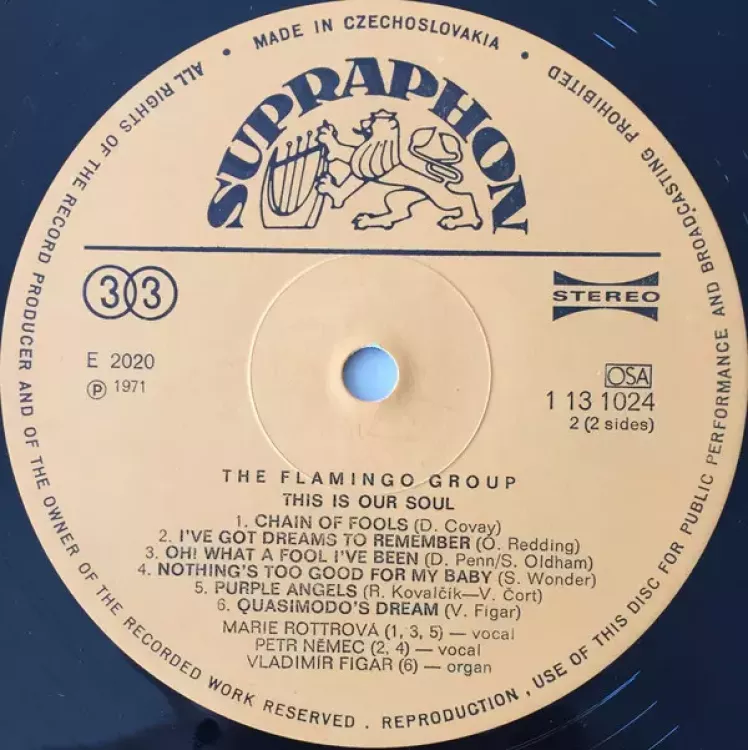 ALL RIGHTS OF THE RECORD PRODUCER AND OF THE OWNER OF THE RECORDED WORK RESERVED . REPRODUCTION , USE OF THIS DISC FOR PUBLIC PERFORMANCE AND BROADCASTING PROHIBITED
• MADE IN CZECHOSLOVAKIA •
SUPRAPHON
33
STEREO
E 2020
℗ 1971
OSA
1 13 1024
2 (2 sides)
THE FLAMINGO GROUP
THIS IS OUR SOUL
1. CHAIN OF FOOLS (D. Covay)
2. I'VE GOT DREAMS TO REMEMBER (O. Redding)
3. OH! WHAT A FOOL I'VE BEEN (D. Penn/S. Oldham)
4. NOTHING'S TOO GOOD FOR MY BABY (S. Wonder)
5. PURPLE ANGELS (R. Kovalčík—V. Čort)
6. QUASIMODO'S DREAM (V. Figar)
MARIE ROTTROVÁ (1, 3, 5) — vocal
PETR NĚMEC (2, 4) — vocal
VLADIMÍR FIGAR (6) — organ